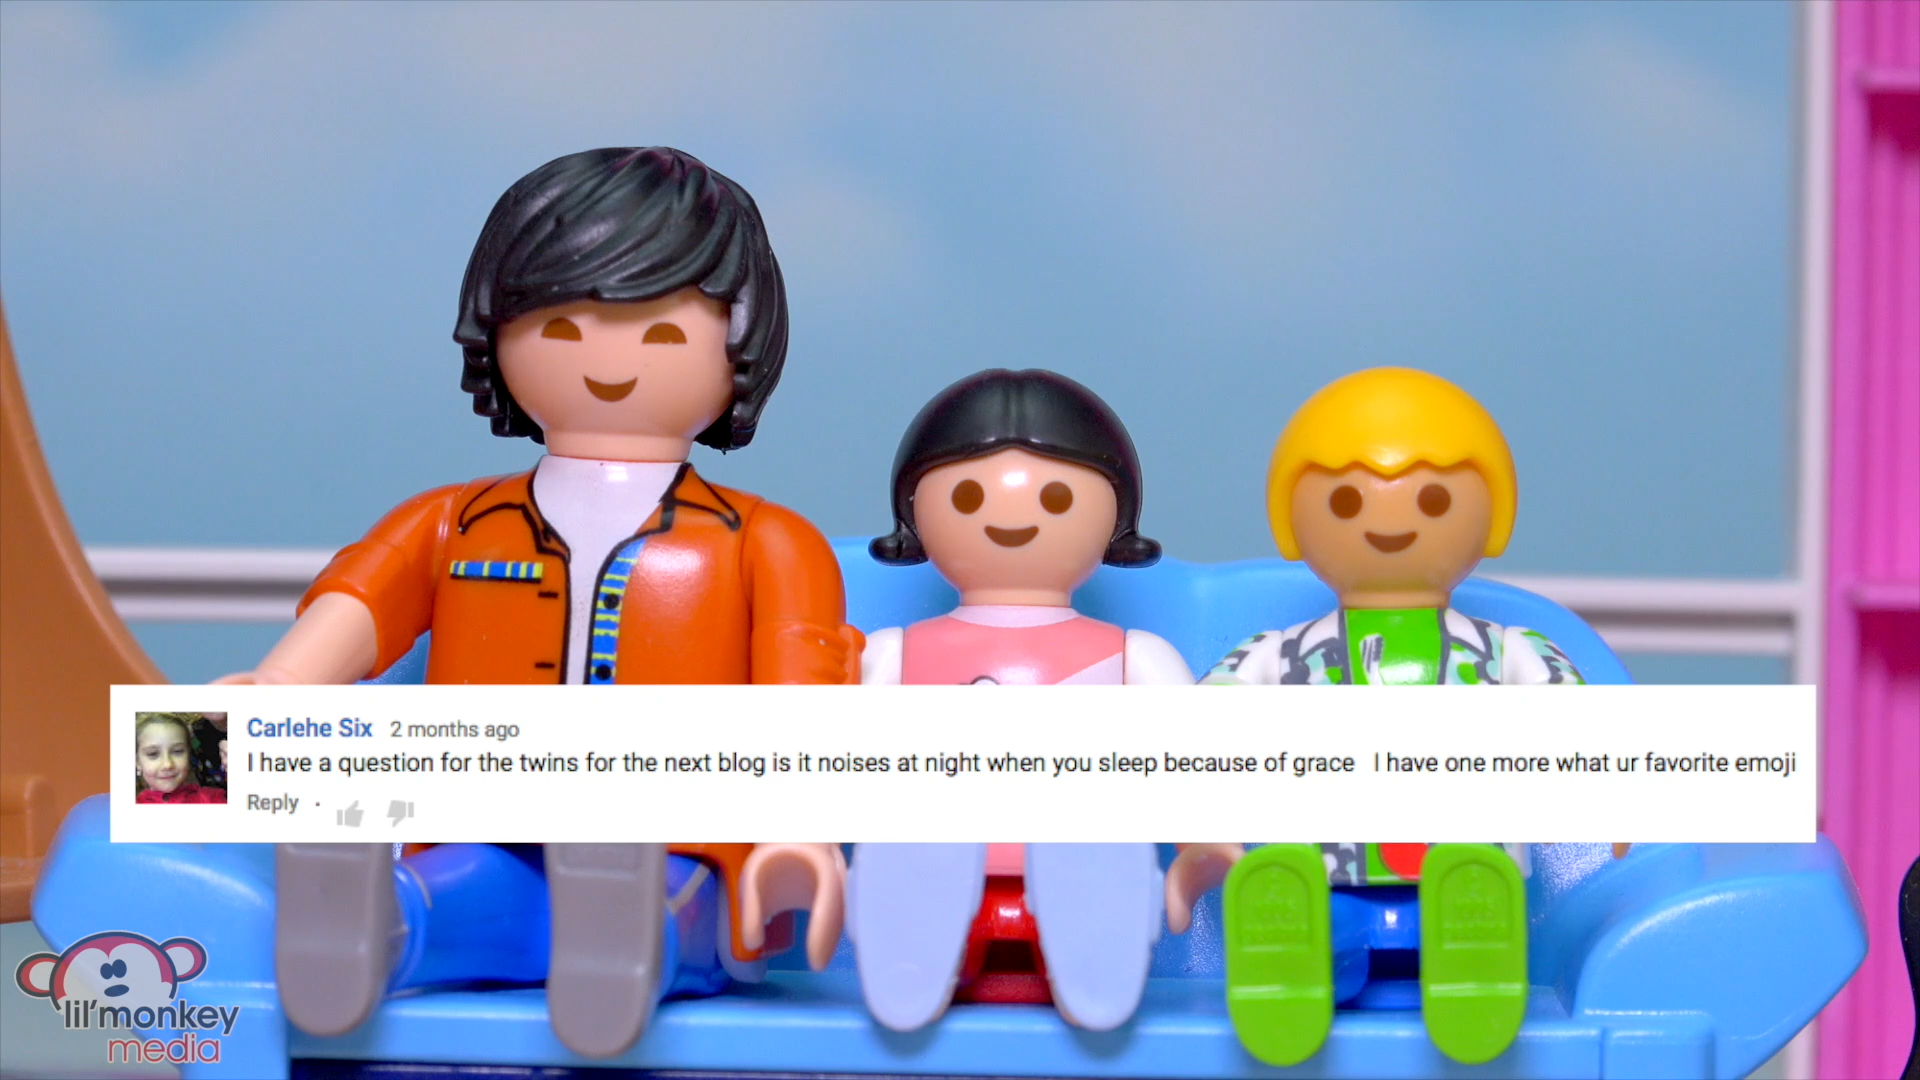 Carlehe Six 2 months ago
I have a question for the twins for the next blog is it noises at night when you sleep because of grace I have one more what ur favorite emoji
Reply ·
lil'monkey
media